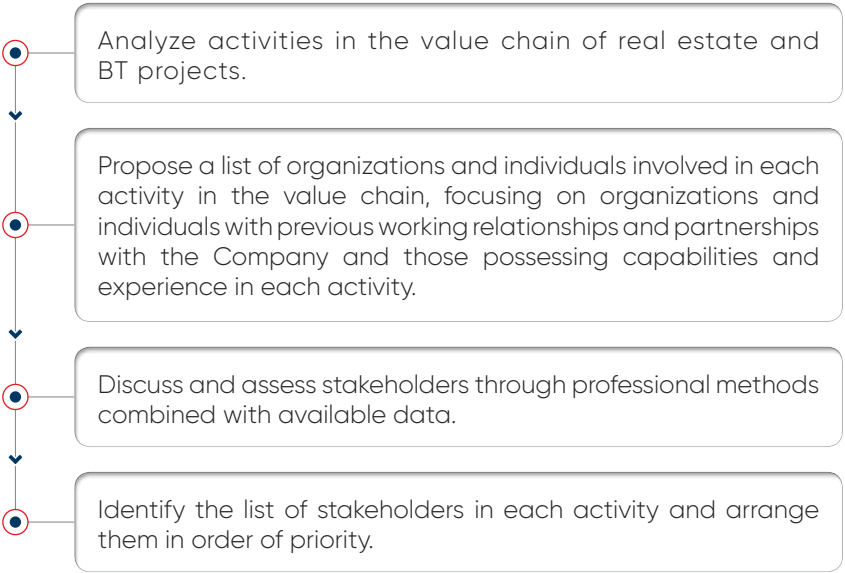 Analyze activities in the value chain of real estate and
BT projects.
Propose a list of organizations and individuals involved in each
activity in the value chain, focusing on organizations and
individuals with previous working relationships and partnerships
with the Company and those possessing capabilities and
experience in each activity.
Discuss and assess stakeholders through professional methods
combined with available data.
Identify the list of stakeholders in each activity and arrange
them in order of priority.